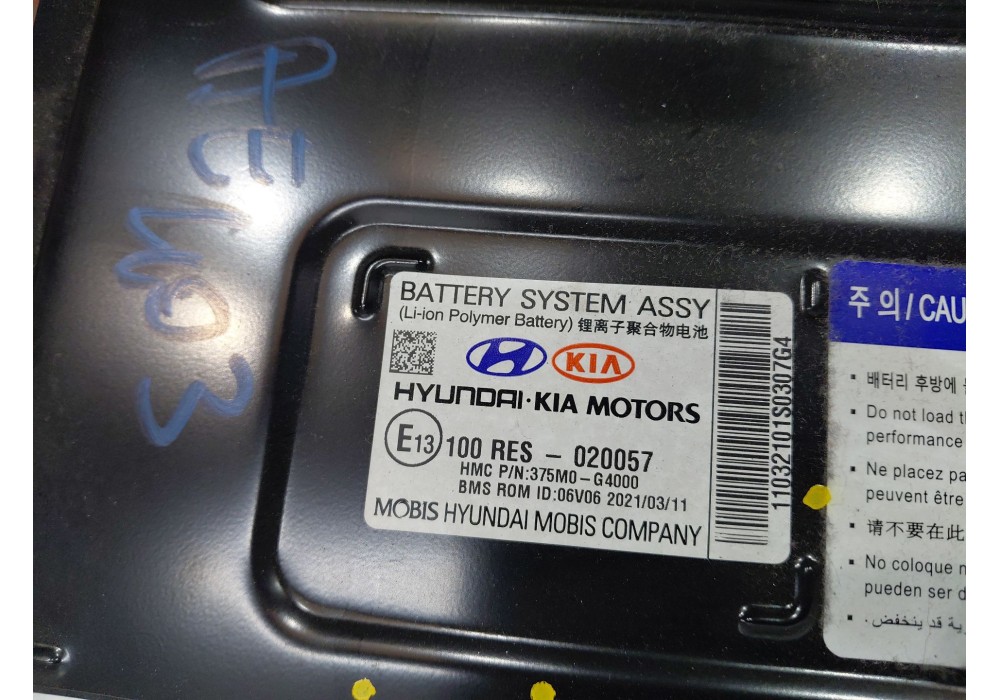 BATTERY SYSTEM ASSY
(Li-ion Polymer Battery) 锂离子聚合物电池
KIA
HYUNDAI·KIA MOTORS
E13 100 RES - 020057
HMC P/N:375M0-G4000
BMS ROM ID:06V06 2021/03/11
MOBIS HYUNDAI MOBIS COMPANY
11032101S0307G4
주 의/CAU
· 배터리 후방에
· Do not load
performance
· Ne placez pa
peuvent être
· 请不要在此
· No coloque
pueden ser d
قد ينخفض.